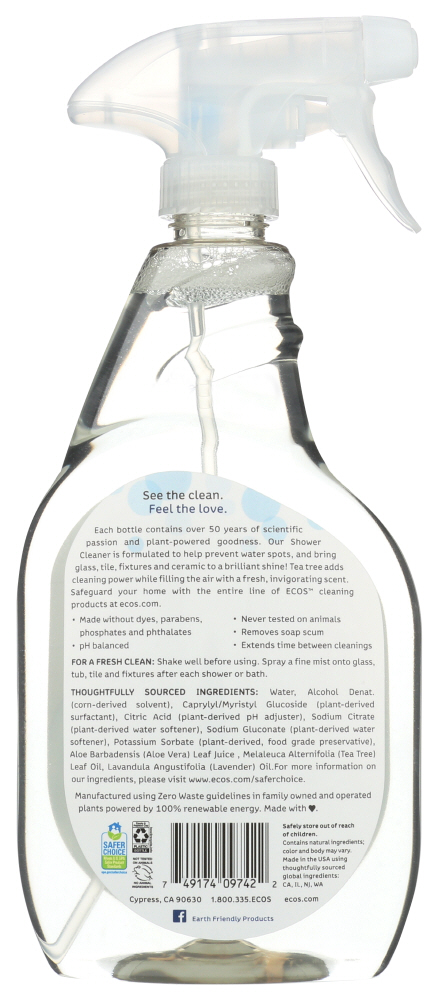 See the clean.
Feel the love.
Each bottle contains over 50 years of scientific
passion and plant-powered goodness. Our Shower
Cleaner is formulated to help prevent water spots, and bring
glass, tile, fixtures and ceramic to a brilliant shine! Tea tree adds
cleaning power while filling the air with a fresh, invigorating scent.
Safeguard your home with the entire line of ECOS™ cleaning
products at ecos.com.
• Made without dyes, parabens,
phosphates and phthalates
• pH balanced
• Never tested on animals
• Removes soap scum
• Extends time between cleanings
FOR A FRESH CLEAN: Shake well before using. Spray a fine mist onto glass,
tub, tile and fixtures after each shower or bath.
THOUGHTFULLY SOURCED INGREDIENTS: Water, Alcohol Denat.
(corn-derived solvent), Caprylyl/Myristyl Glucoside (plant-derived
surfactant), Citric Acid (plant-derived pH adjuster), Sodium Citrate
(plant-derived water softener), Sodium Gluconate (plant-derived water
softener), Potassium Sorbate (plant-derived, food grade preservative),
Aloe Barbadensis (Aloe Vera) Leaf Juice , Melaleuca Alternifolia (Tea Tree)
Leaf Oil, Lavandula Angustifolia (Lavender) Oil.For more information on
our ingredients, please visit www.ecos.com/saferchoice.
Manufactured using Zero Waste guidelines in family owned and operated
plants powered by 100% renewable energy. Made with ♥.
SAFER
CHOICE
NOT TESTED
ON ANIMALS
NO ANIMAL
INGREDIENTS
7 49174 09742 2
Safely store out of reach
of children.
Contains natural ingredients;
color and body may vary.
Made in the USA using
thoughtfully sourced
global ingredients:
CA, IL, NJ, WA
Cypress, CA 90630 1.800.335.ECOS ecos.com
Earth Friendly Products